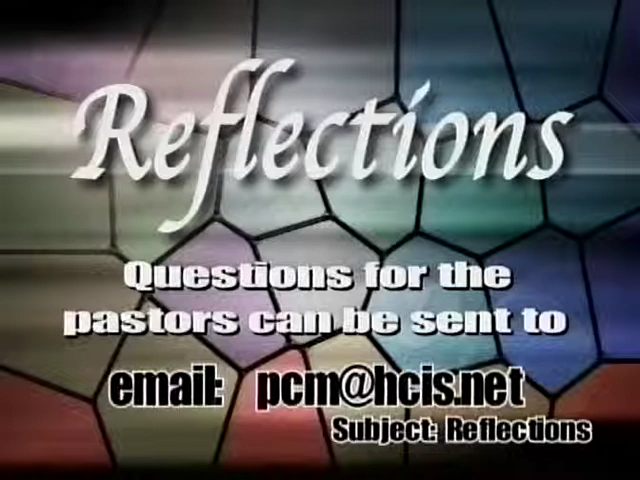 Reflections
Questions for the
pastors can be sent to
email: pcm@hcis.net
Subject: Reflections